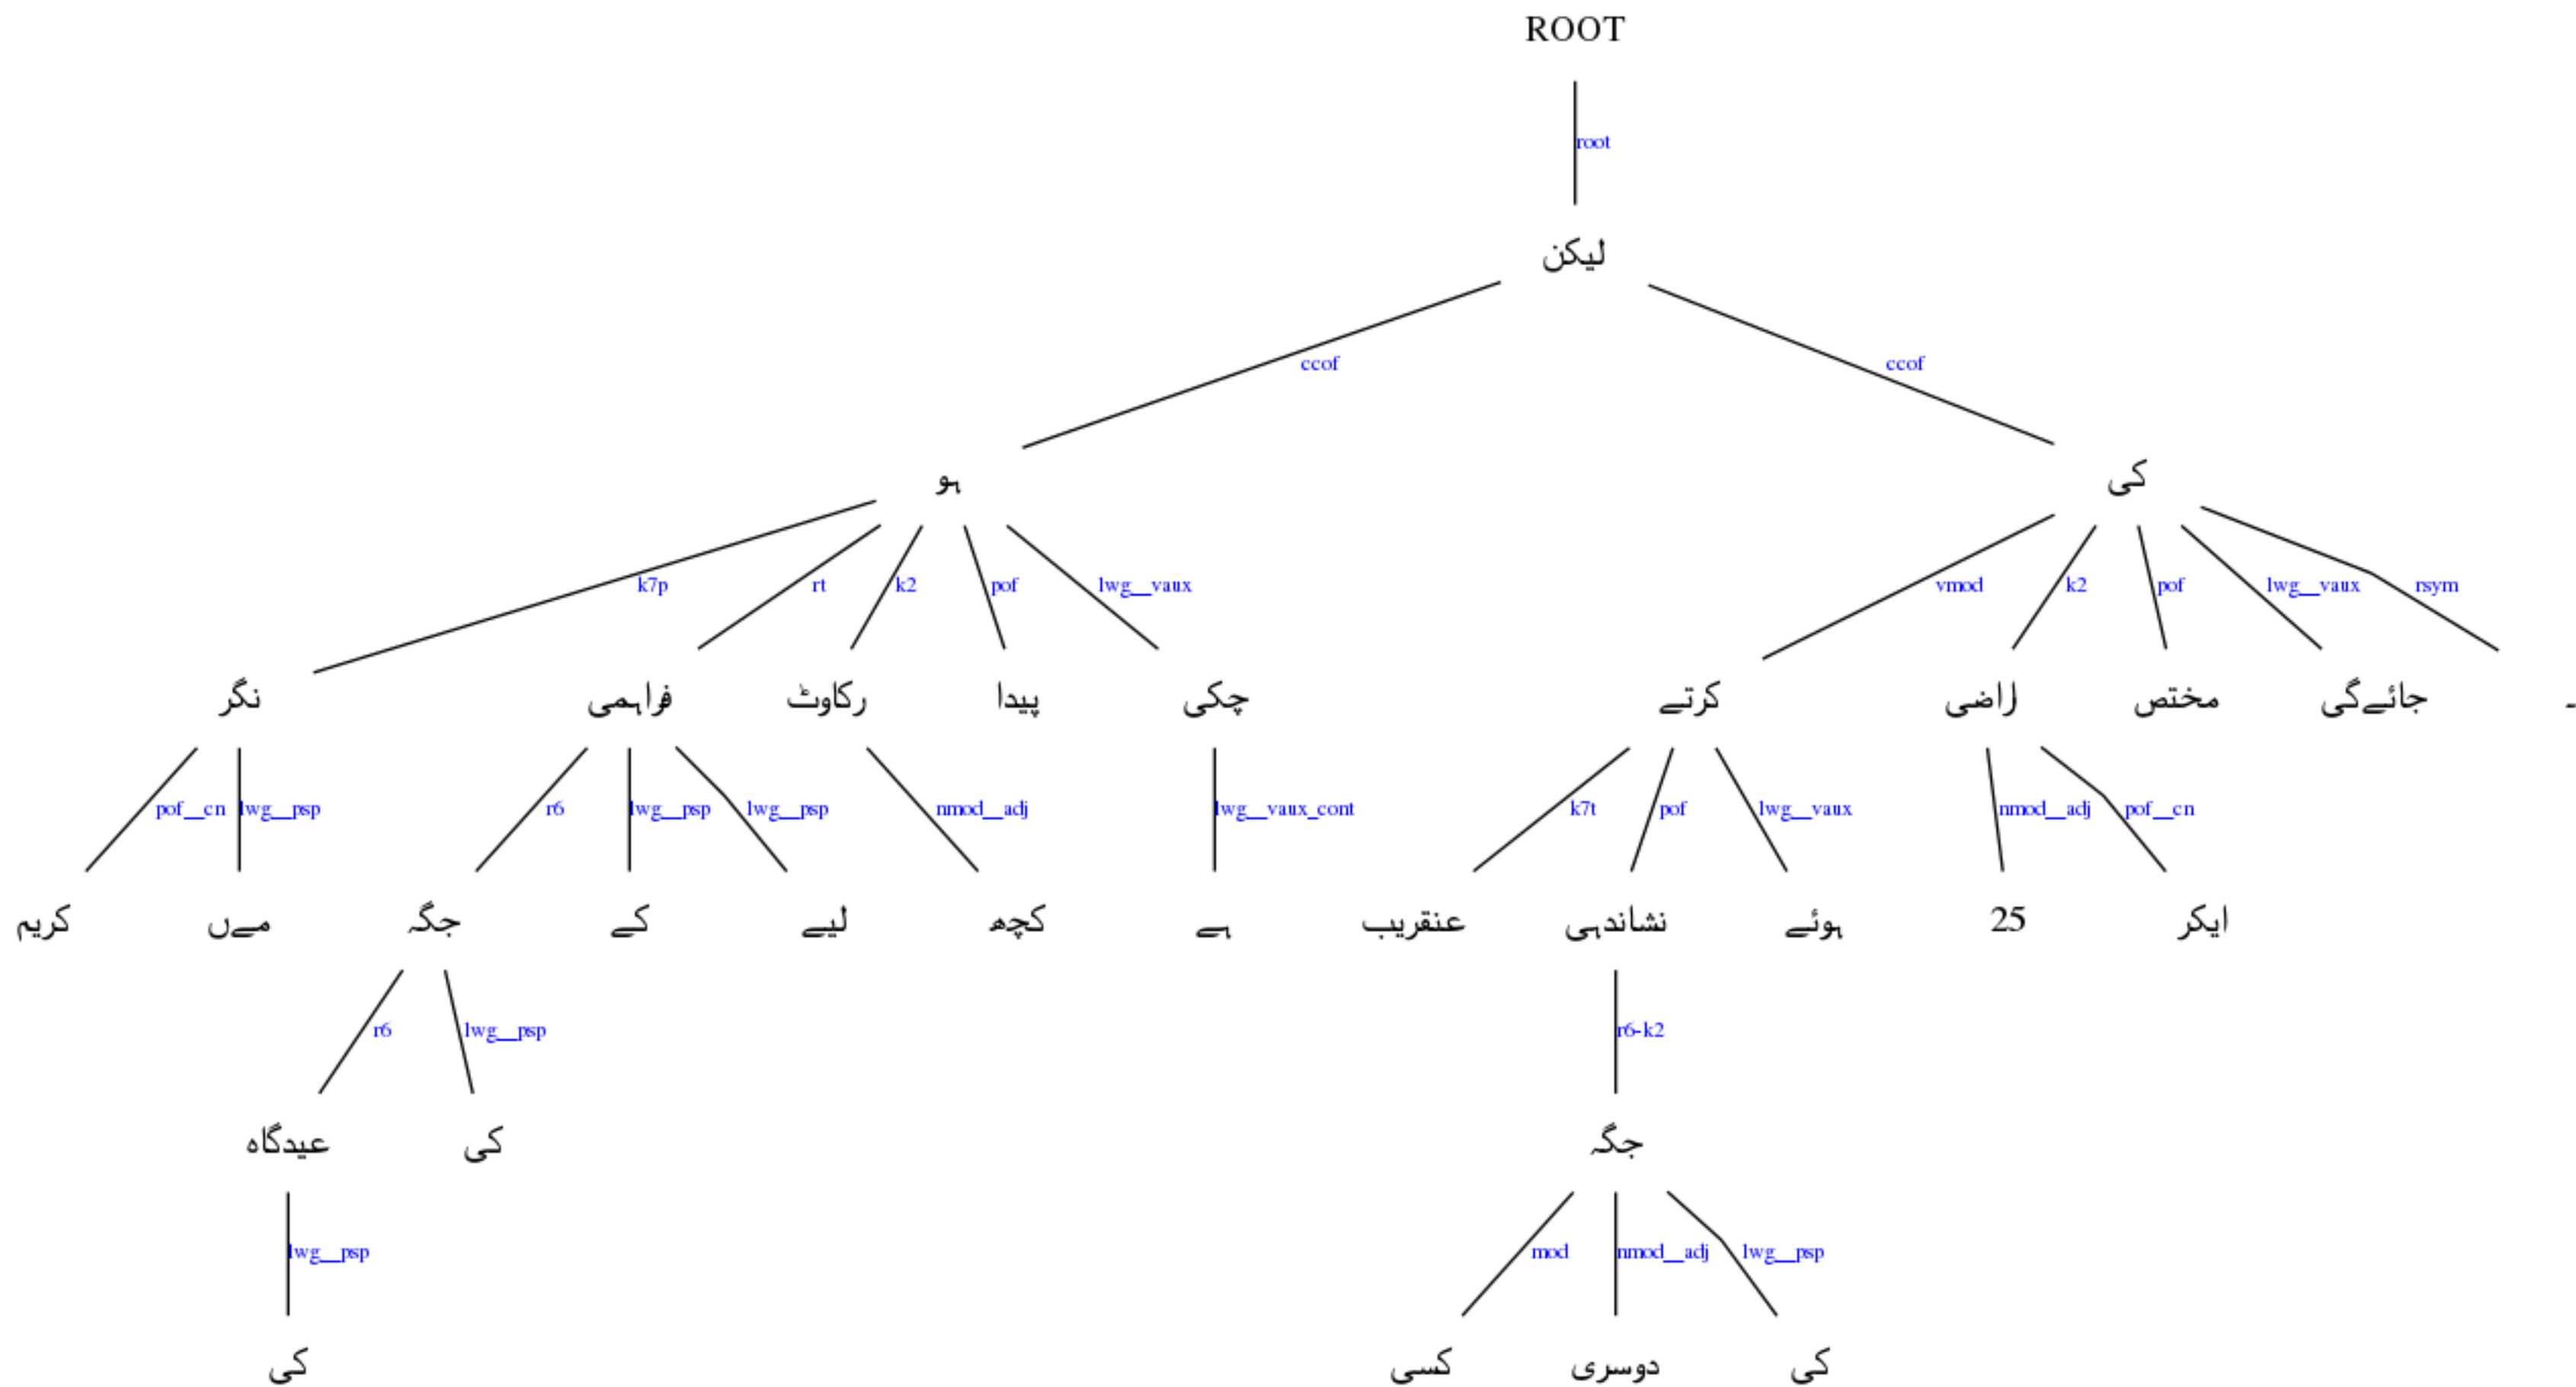 ROOT
root
لیکن
ccof ccof
ہو کی
k7p rt k2 pof lwg__vaux vmod k2 pof lwg__vaux rsym
نگر فراہمی رکاوٹ پیدا چکی کرتے اراضی مختص جائےگی ۔
pof__cn lwg__psp r6 lwg__psp lwg__psp nmod__adj lwg__vaux_cont k7t pof lwg__vaux nmod__adj pof__cn
کریم مےں جگہ کے لیے کچھ ہے عنقریب نشاندہی ہوئے 25 ایکر
r6 lwg__psp r6-k2
عیدگاہ کی جگہ
lwg__psp mod nmod__adj lwg__psp
کی کسی دوسری کی